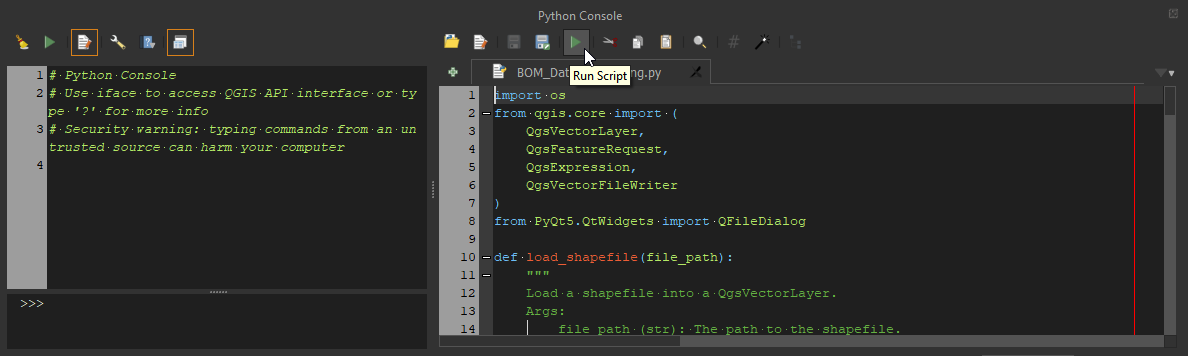 Python Console
BOM_Dat ng.py
Run Script
1 # Python Console
2 # Use iface to access QGIS API interface or ty
pe '?' for more info
3 # Security warning: typing commands from an un
trusted source can harm your computer
4
>>>
1 import os
2 from qgis.core import (
3 QgsVectorLayer,
4 QgsFeatureRequest,
5 QgsExpression,
6 QgsVectorFileWriter
7 )
8 from PyQt5.QtWidgets import QFileDialog
9
10 def load_shapefile(file_path):
11 """
12 Load a shapefile into a QgsVectorLayer.
13 Args:
14 file_path (str): The path to the shapefile.